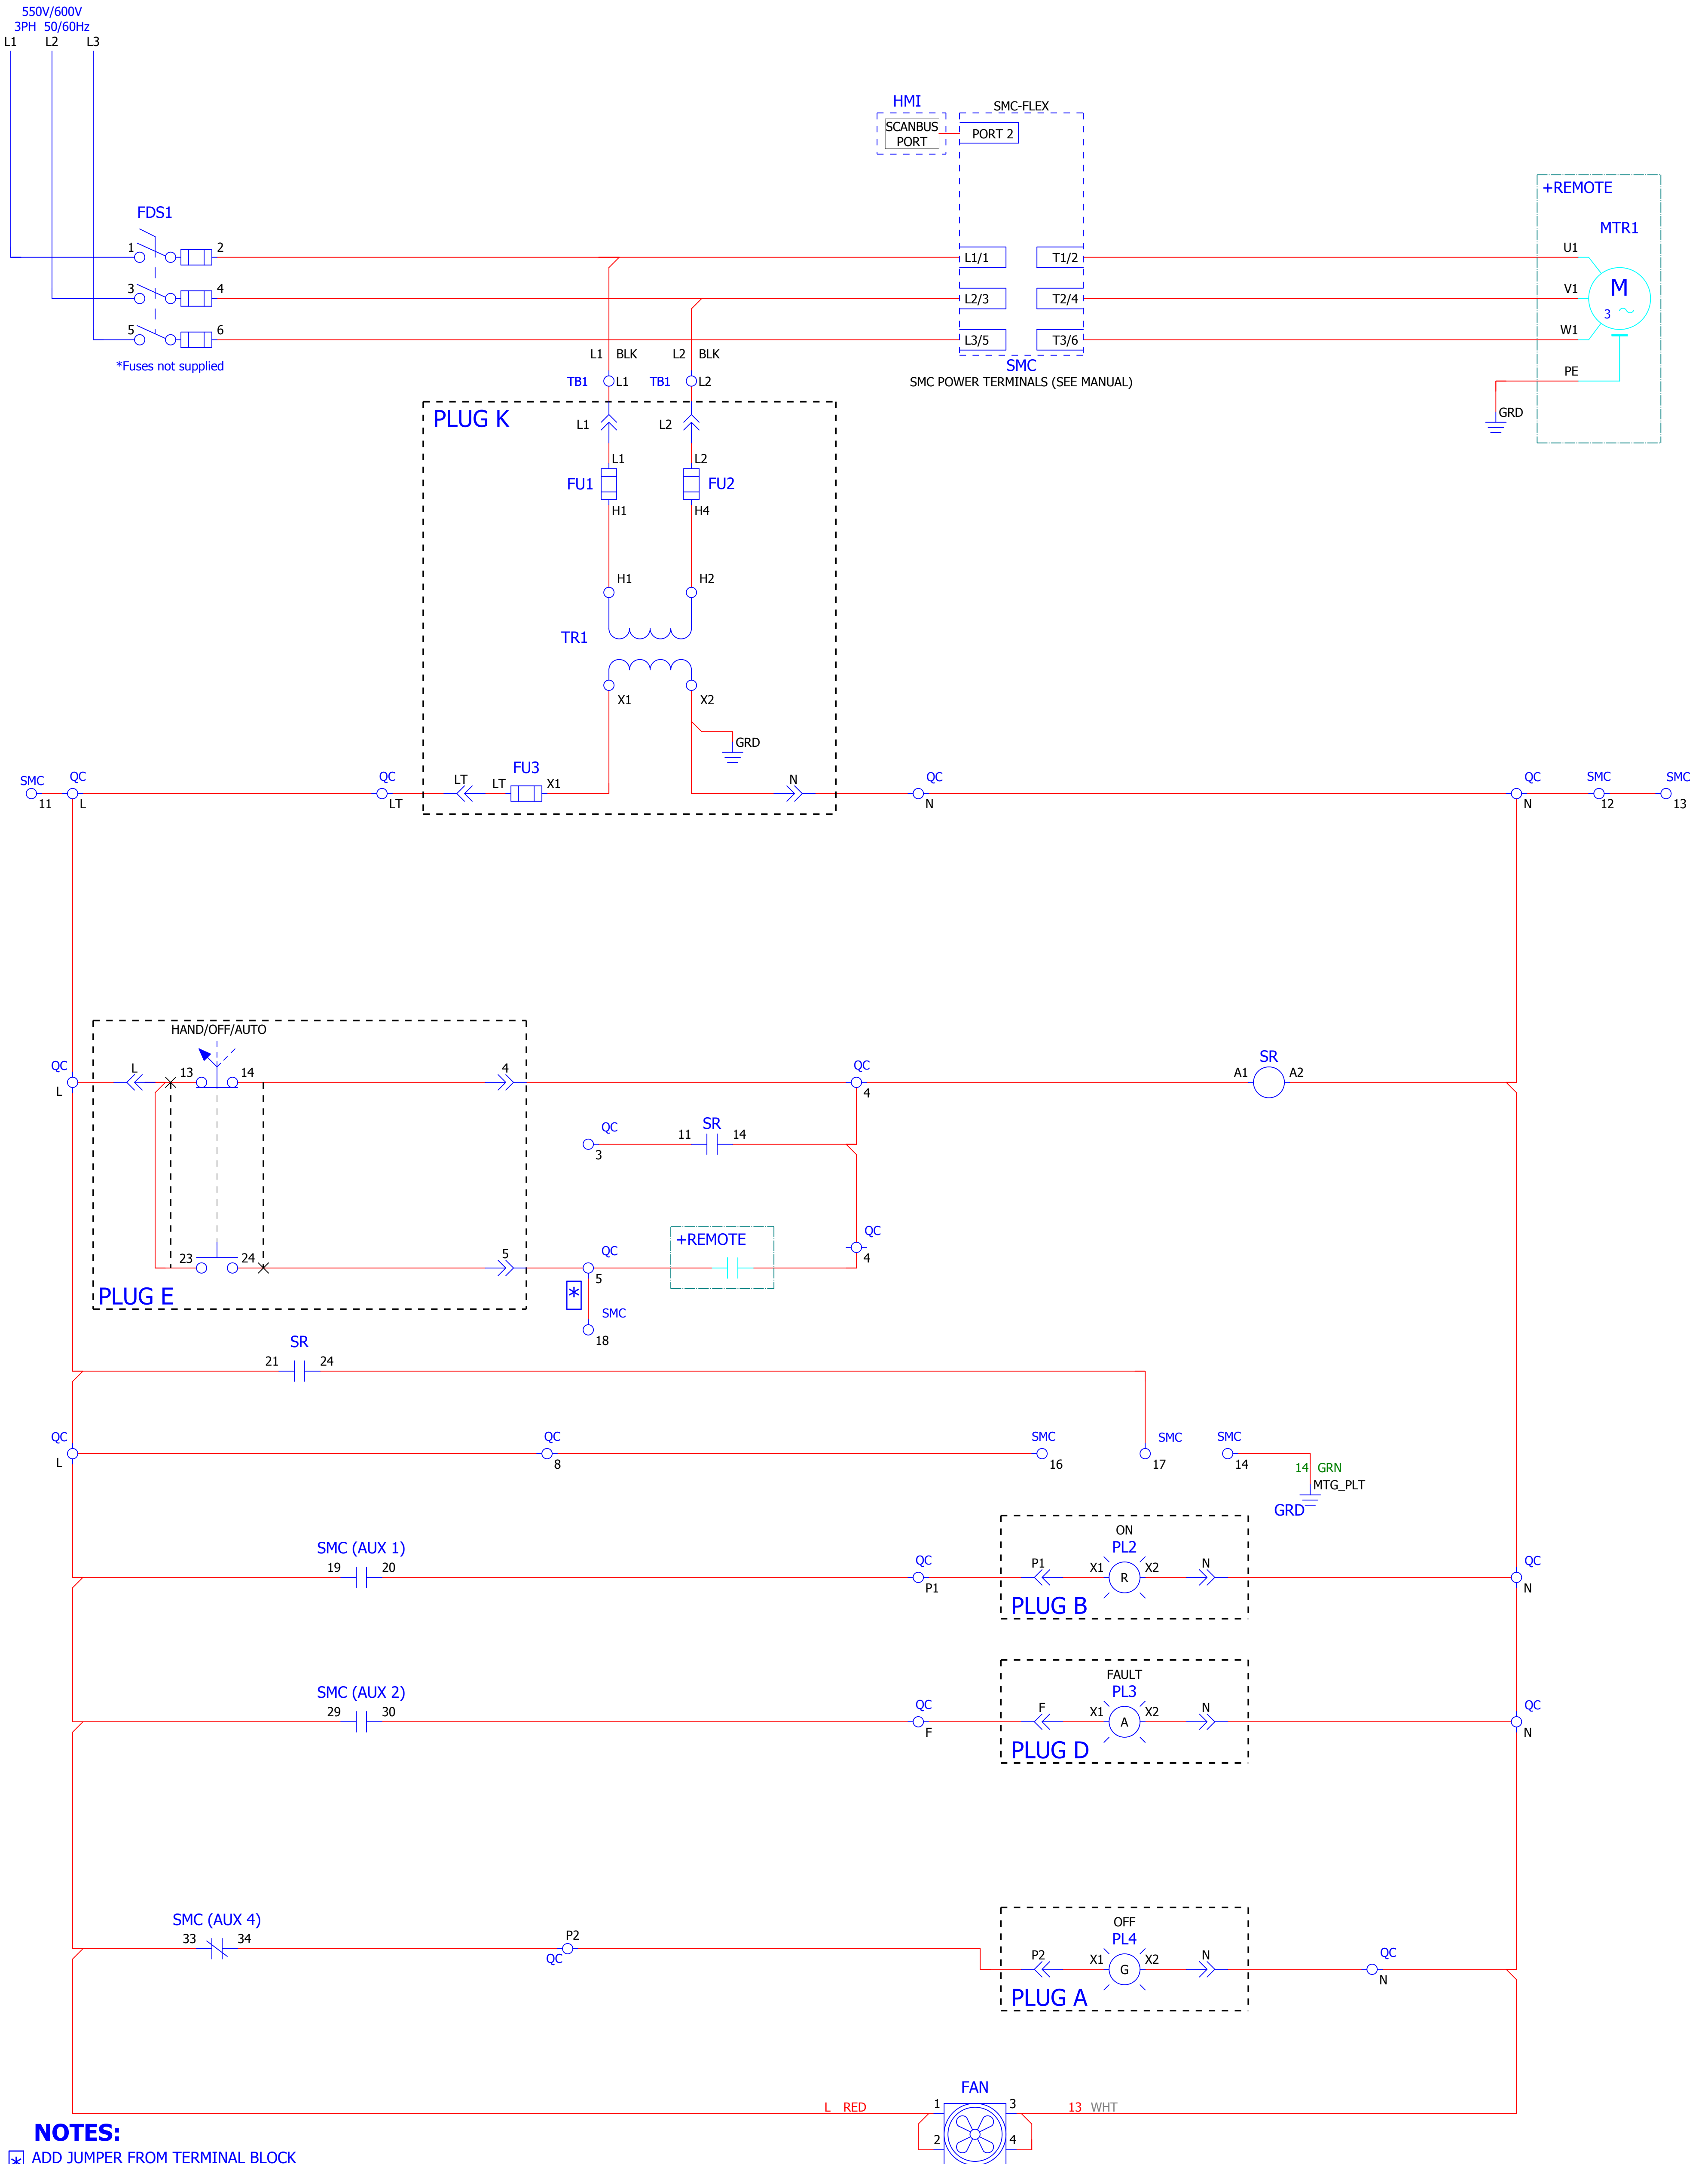 550V/600V
3PH 50/60Hz
L1 L2 L3
HMI
SMC-FLEX
SCANBUS
PORT
PORT 2
+REMOTE
MTR1
FDS1
1 2
L1/1 T1/2
U1
3 4
L2/3 T2/4
V1
M
3
5 6
L3/5 T3/6
W1
*Fuses not supplied
L1 BLK L2 BLK
SMC
SMC POWER TERMINALS (SEE MANUAL)
PE
GRD
TB1 L1 TB1 L2
PLUG K
L1 L2
L1 L2
FU1 FU2
H1 H4
H1 H2
TR1
X1 X2
GRD
SMC QC QC LT LT FU3 X1 N QC QC SMC SMC
11 L LT N N 12 13
HAND/OFF/AUTO
QC L 13 14 4 QC SR
L 4 A1 A2
QC SR
3 11 14
QC
4
+REMOTE
23 24 5 QC
5
*
PLUG E
SMC
18
SR
21 24
QC QC SMC SMC SMC
L 8 16 17 14
14 GRN
MTG_PLT
GRD
ON
SMC (AUX 1) PL2
19 20 QC P1 X1 R X2 N QC
P1 N
PLUG B
FAULT
SMC (AUX 2) PL3
29 30 QC F X1 A X2 N QC
F N
PLUG D
OFF
SMC (AUX 4) PL4
33 34 P2
QC
P2 X1 G X2 N QC
N
PLUG A
FAN
L RED 1 3 13 WHT
2 4
NOTES:
* ADD JUMPER FROM TERMINAL BLOCK